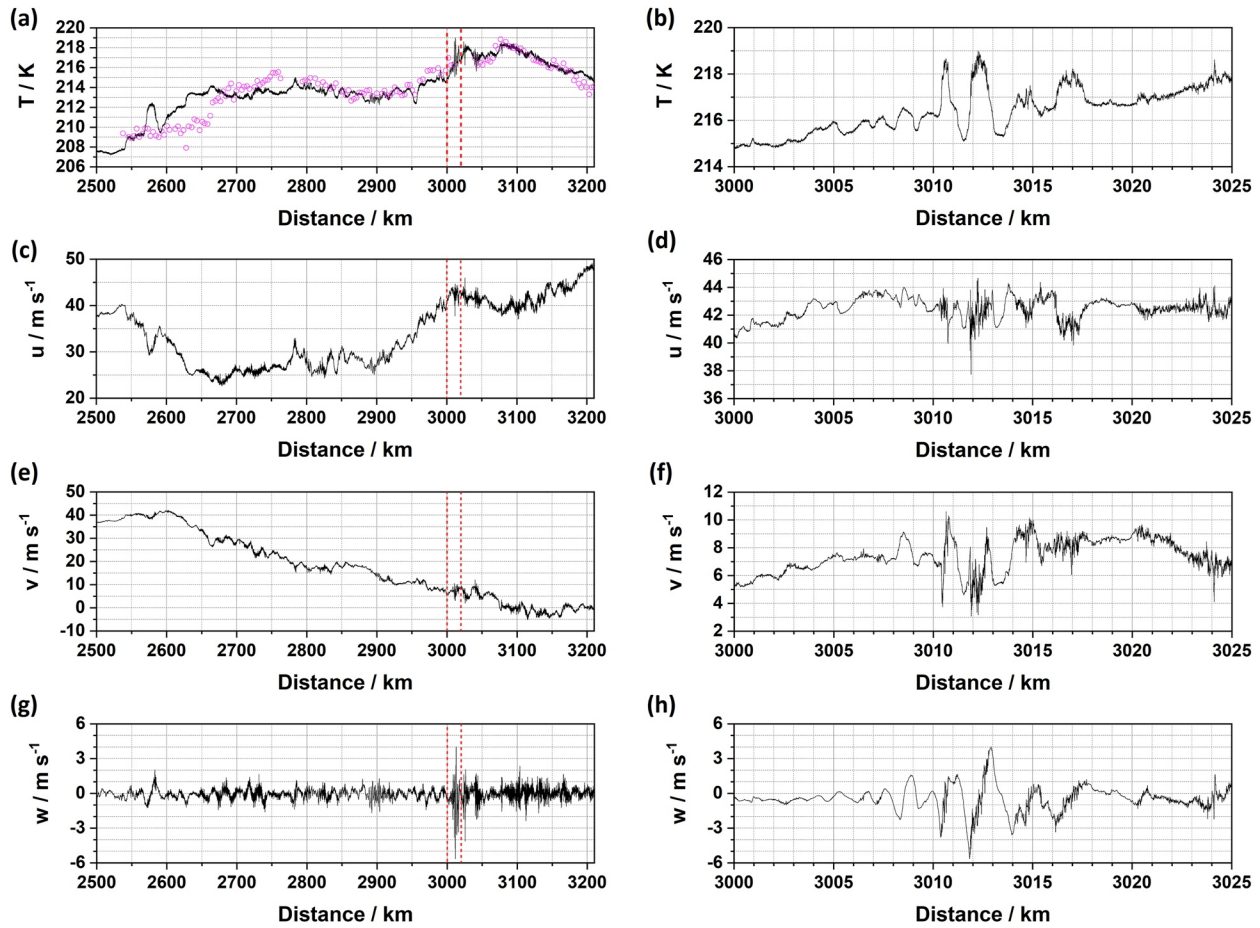 (a)
T / K
220
218
216
214
212
210
208
206
2500 2600 2700 2800 2900 3000 3100 3200
Distance / km
(b)
T / K
220
218
216
214
3000 3005 3010 3015 3020 3025
Distance / km
(c)
u / m s-1
50
40
30
20
2500 2600 2700 2800 2900 3000 3100 3200
Distance / km
(d)
u / m s-1
46
44
42
40
38
36
3000 3005 3010 3015 3020 3025
Distance / km
(e)
v / m s-1
50
40
30
20
10
0
-10
2500 2600 2700 2800 2900 3000 3100 3200
Distance / km
(f)
v / m s-1
12
10
8
6
4
2
3000 3005 3010 3015 3020 3025
Distance / km
(g)
w / m s-1
6
3
0
-3
-6
2500 2600 2700 2800 2900 3000 3100 3200
Distance / km
(h)
w / m s-1
6
3
0
-3
-6
3000 3005 3010 3015 3020 3025
Distance / km